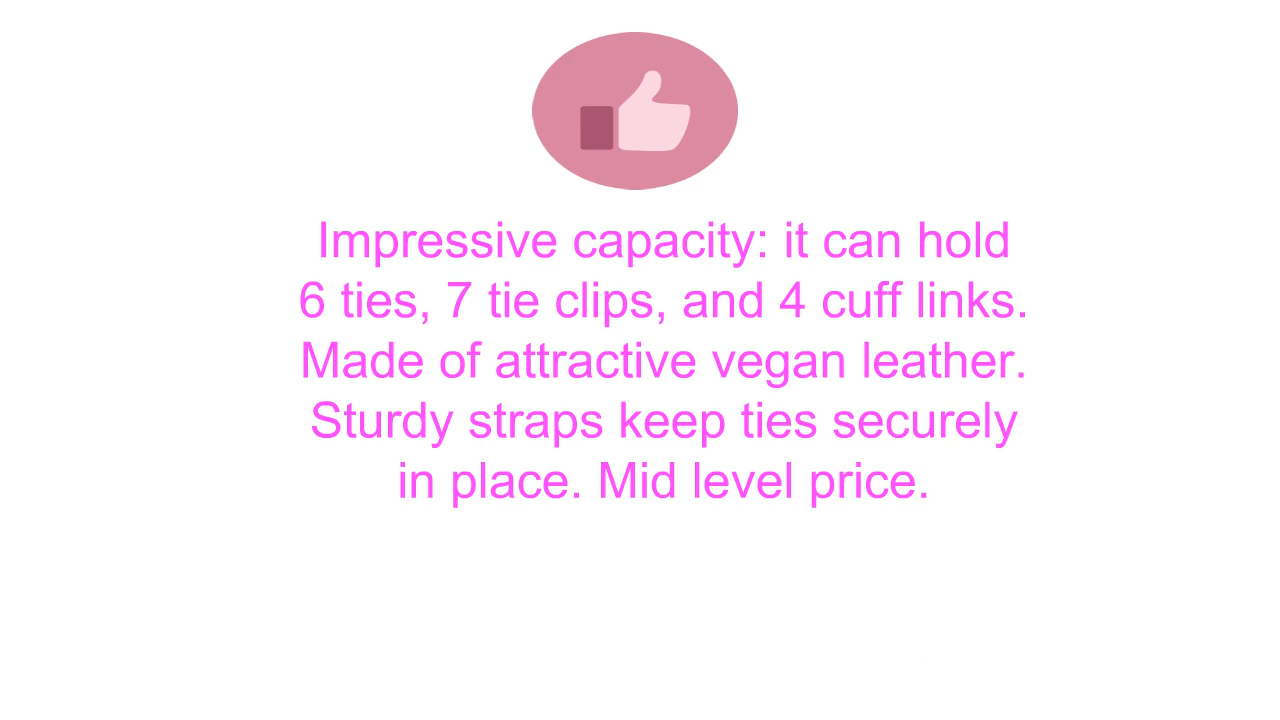 Impressive capacity: it can hold
6 ties, 7 tie clips, and 4 cuff links.
Made of attractive vegan leather.
Sturdy straps keep ties securely
in place. Mid level price.